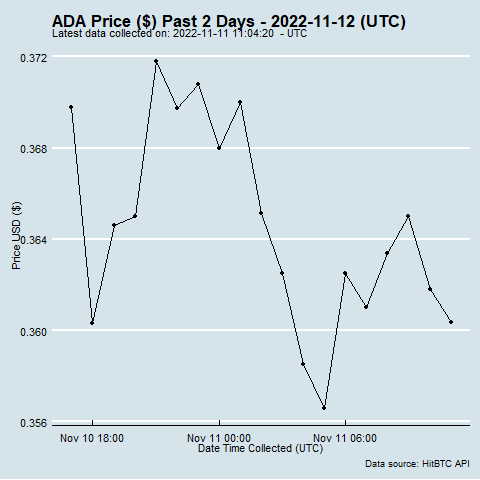 ADA Price ($) Past 2 Days - 2022-11-12 (UTC)
Latest data collected on: 2022-11-11 11:04:20  - UTC
0.372
0.368
0.364
0.360
0.356
Price USD ($)
Nov 10 18:00
Nov 11 00:00
Nov 11 06:00
Date Time Collected (UTC)
Data source: HitBTC API